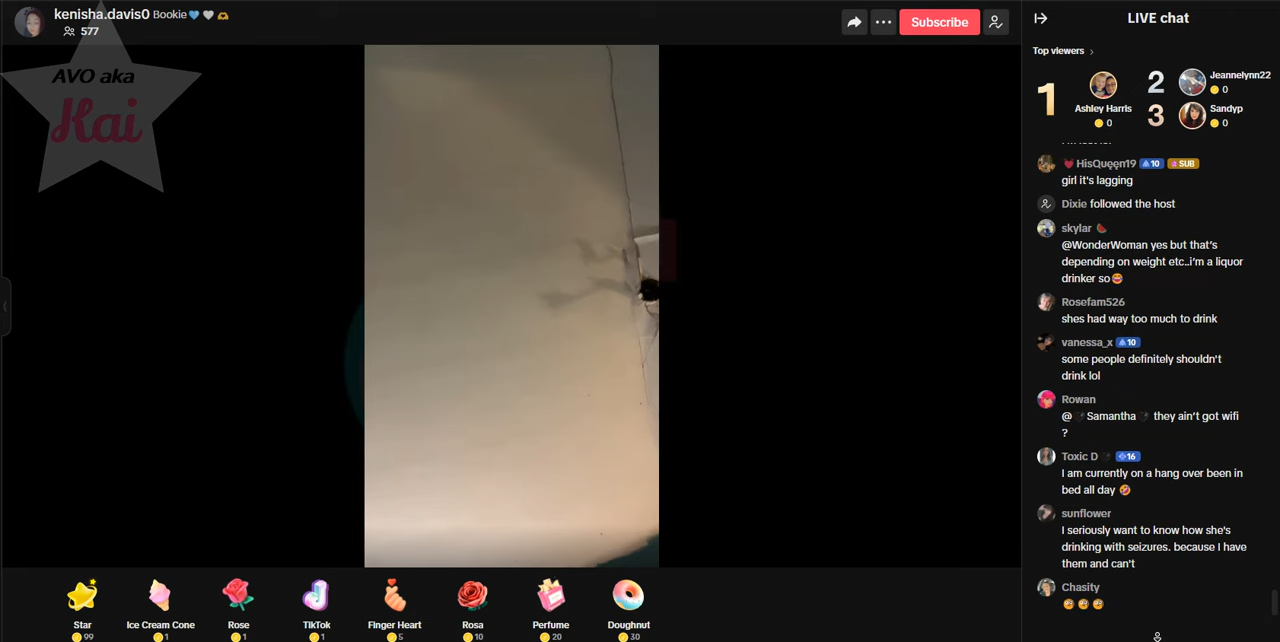 kenisha.davis0 Bookie
577
Subscribe
AVO aka
Kai
LIVE chat
Top viewers
1
Ashley Harris
0
2
Jeannelynn22
0
3
Sandyp
0
HisQuęęn19 10 SUB
girl it's lagging
Dixie followed the host
skylar
@WonderWoman yes but that's
depending on weight etc..i'm a liquor
drinker so
Rosefam526
shes had way too much to drink
vanessa_x 10
some people definitely shouldn't
drink lol
Rowan
@ Samantha they ain't got wifi
?
Toxic D 16
I am currently on a hang over been in
bed all day
sunflower
I seriously want to know how she's
drinking with seizures. because I have
them and can't
Chasity
Star
99
Ice Cream Cone
1
Rose
1
TikTok
1
Finger Heart
5
Rosa
10
Perfume
20
Doughnut
30